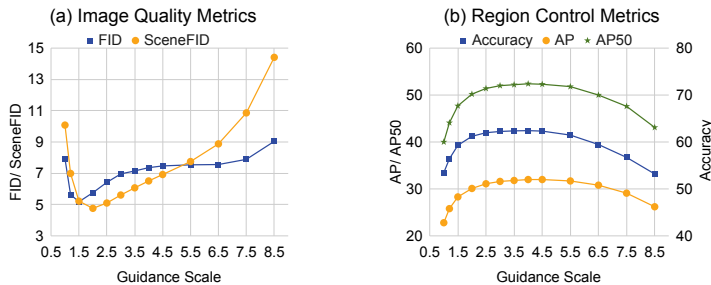 (a) Image Quality Metrics
FID SceneFID
FID/ SceneFID
15
13
11
9
7
5
3
0.5 1.5 2.5 3.5 4.5 5.5 6.5 7.5 8.5
Guidance Scale
(b) Region Control Metrics
Accuracy AP AP50
AP/ AP50
60
50
40
30
20
80
70
60
50
40
Accuracy
0.5 1.5 2.5 3.5 4.5 5.5 6.5 7.5 8.5
Guidance Scale